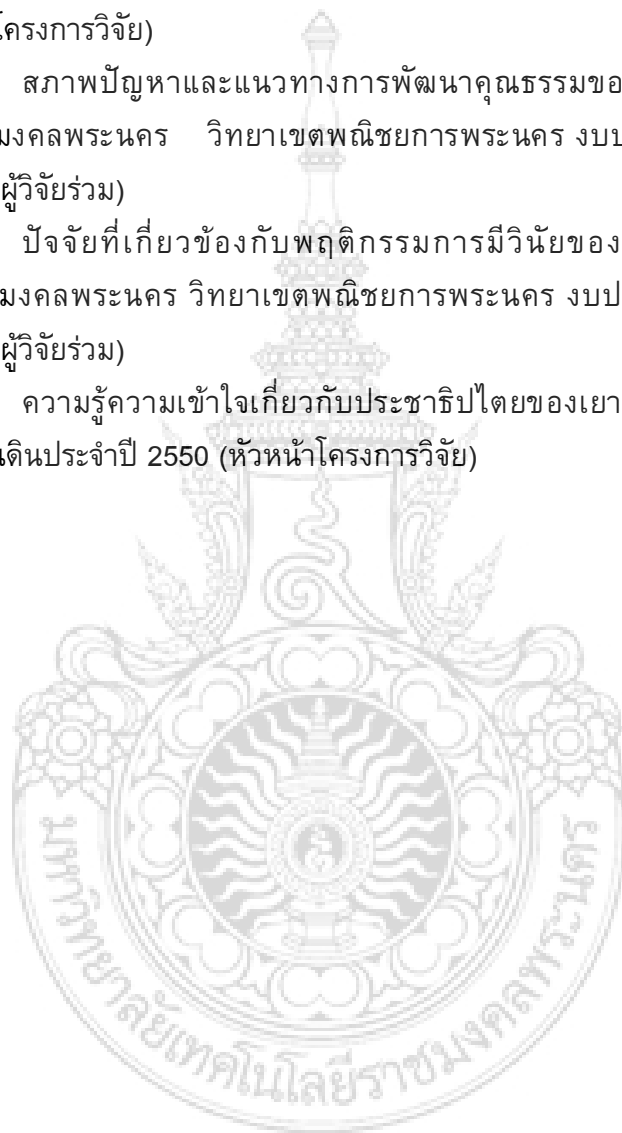 โครงการวิจัย)
สภาพปัญหาและแนวทางการพัฒนาคุณธรรมขอ
มงคลพระนคร วิทยาเขตพณิชยการพระนคร งบป
ผู้วิจัยร่วม)
ปัจจัยที่เกี่ยวข้องกับพฤติกรรมการมีวินัยของ
มงคลพระนคร วิทยาเขตพณิชยการพระนคร งบป
ผู้วิจัยร่วม)
ความรู้ความเข้าใจเกี่ยวกับประชาธิปไตยของเยา
นดินประจำปี 2550 (หัวหน้าโครงการวิจัย)
มหาวิทยาลัยเทคโนโลยีราชมงคลพระนคร